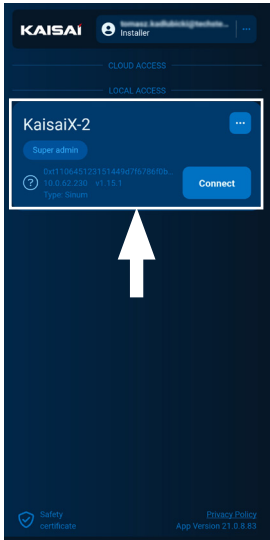 KAISAI
Installer
CLOUD ACCESS
LOCAL ACCESS
KaisaiX-2
Super admin
0xt110645123151449d7f6786f0b...
10.0.62.230 v1.15.1
Type: Sinum
Connect
Safety
certificate
Privacy Policy
App Version 21.0.8.83